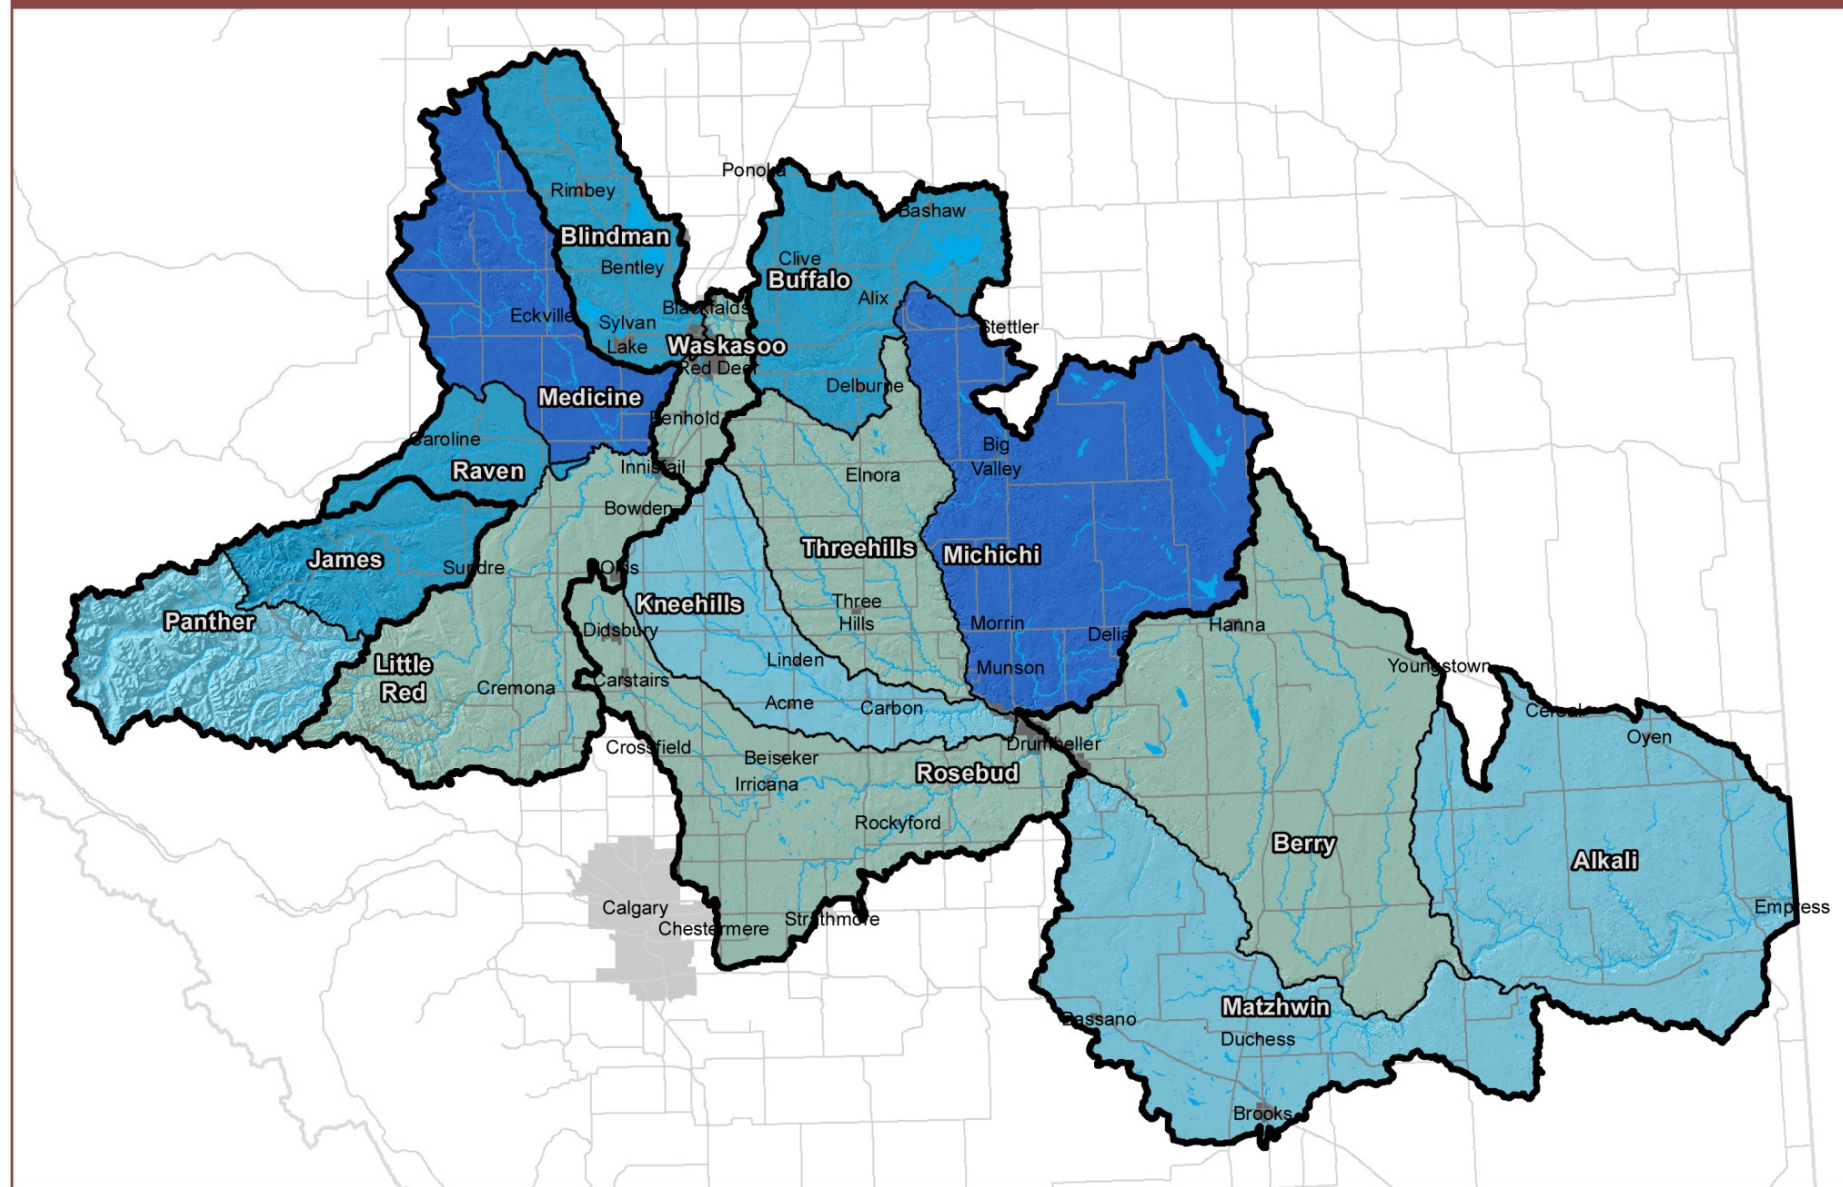 Ponoka
Rimbey
Bashaw
Blindman
Clive
Bentley
Buffalo
Alix
Blackfalds
Eckville
Sylvan
Lake
Stettler
Waskasoo
Red Deer
Delburne
Medicine
Penhold
Caroline
Big
Valley
Raven
Innisfail
Elnora
Bowden
Threehills
Michichi
James
Sundre
Olds
Kneehills
Three
Hills
Panther
Didsbury
Morrin
Delia
Hanna
Little
Red
Linden
Munson
Youngstown
Carstairs
Cremona
Acme
Carbon
Cereal
Oyen
Crossfield
Drumheller
Beiseker
Rosebud
Irricana
Rockyford
Berry
Alkali
Calgary
Chestermere
Strathmore
Empress
Matzhwin
Bassano
Duchess
Brooks